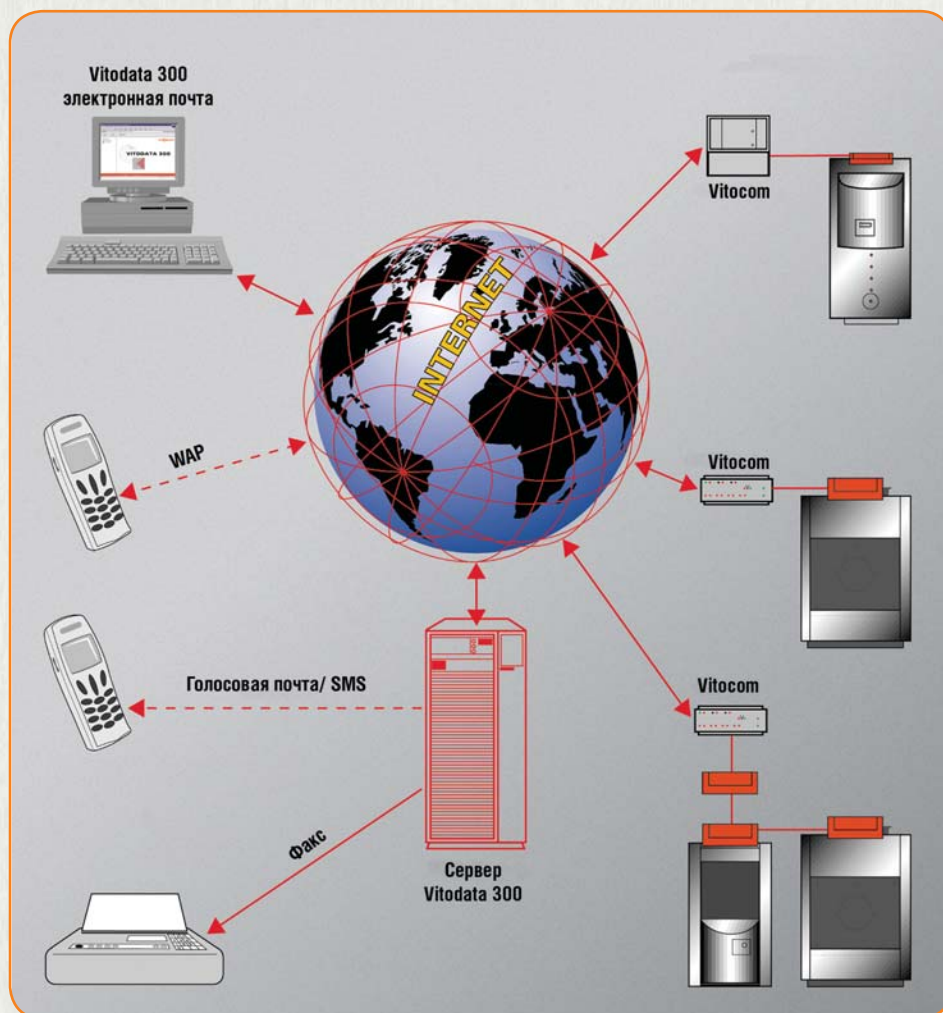 Vitodata 300
электронная почта
VITODATA 300
Vitocom
INTERNET
WAP
Vitocom
Голосовая почта/ SMS
Vitocom
Факс
Сервер
Vitodata 300